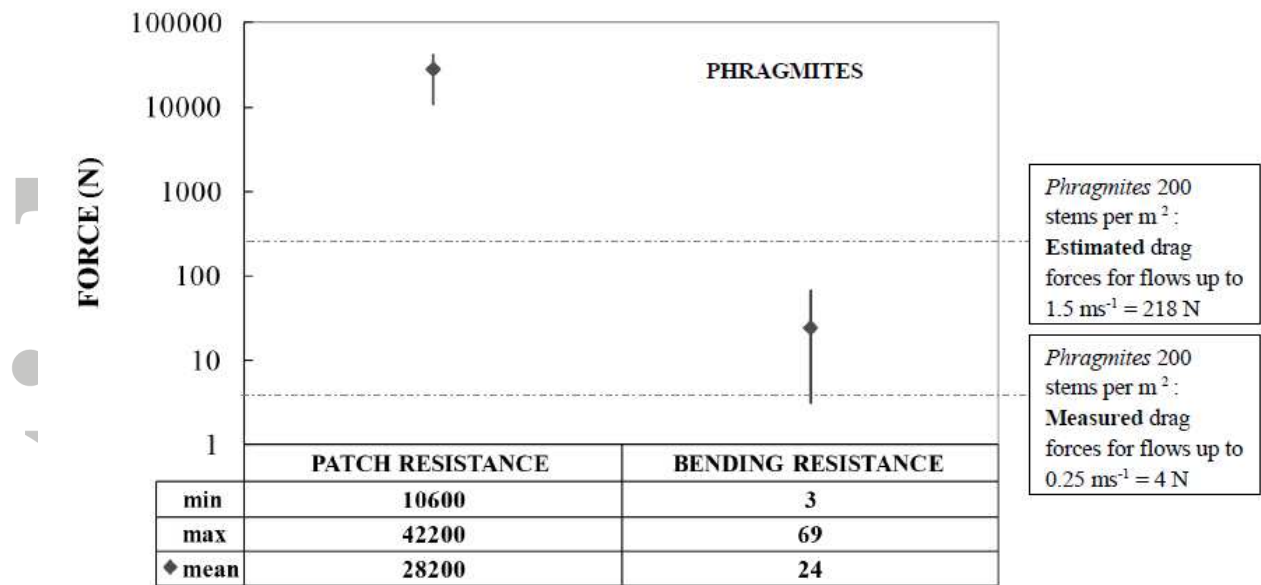 100000
10000
1000
100
10
1
FORCE (N)
PHRAGMITES
PATCH RESISTANCE BENDING RESISTANCE
min 10600 3
max 42200 69
◆ mean 28200 24
Phragmites 200
stems per m² :
Estimated drag
forces for flows up to
1.5 ms⁻¹ = 218 N
Phragmites 200
stems per m² :
Measured drag
forces for flows up to
0.25 ms⁻¹ = 4 N